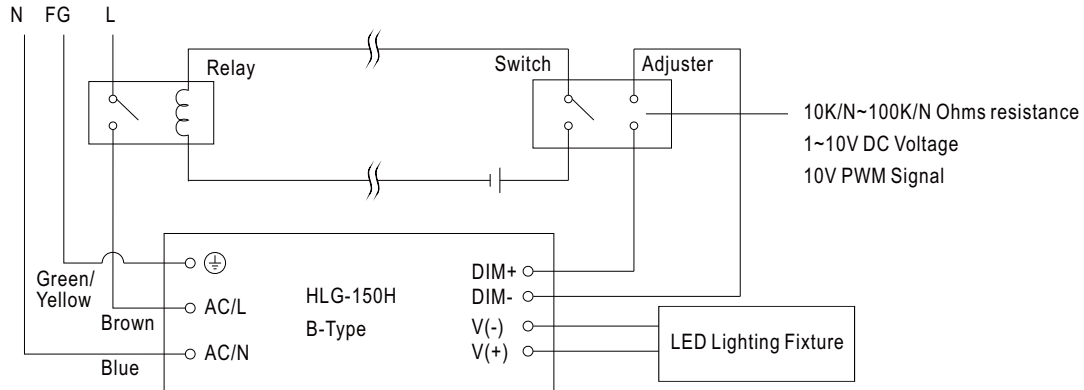 N FG L
Relay
Switch
Adjuster
10K/N~100K/N Ohms resistance
1~10V DC Voltage
10V PWM Signal
Green/
Yellow
Brown
Blue
AC/L
AC/N
HLG-150H
B-Type
DIM+
DIM-
V(-)
V(+)
LED Lighting Fixture